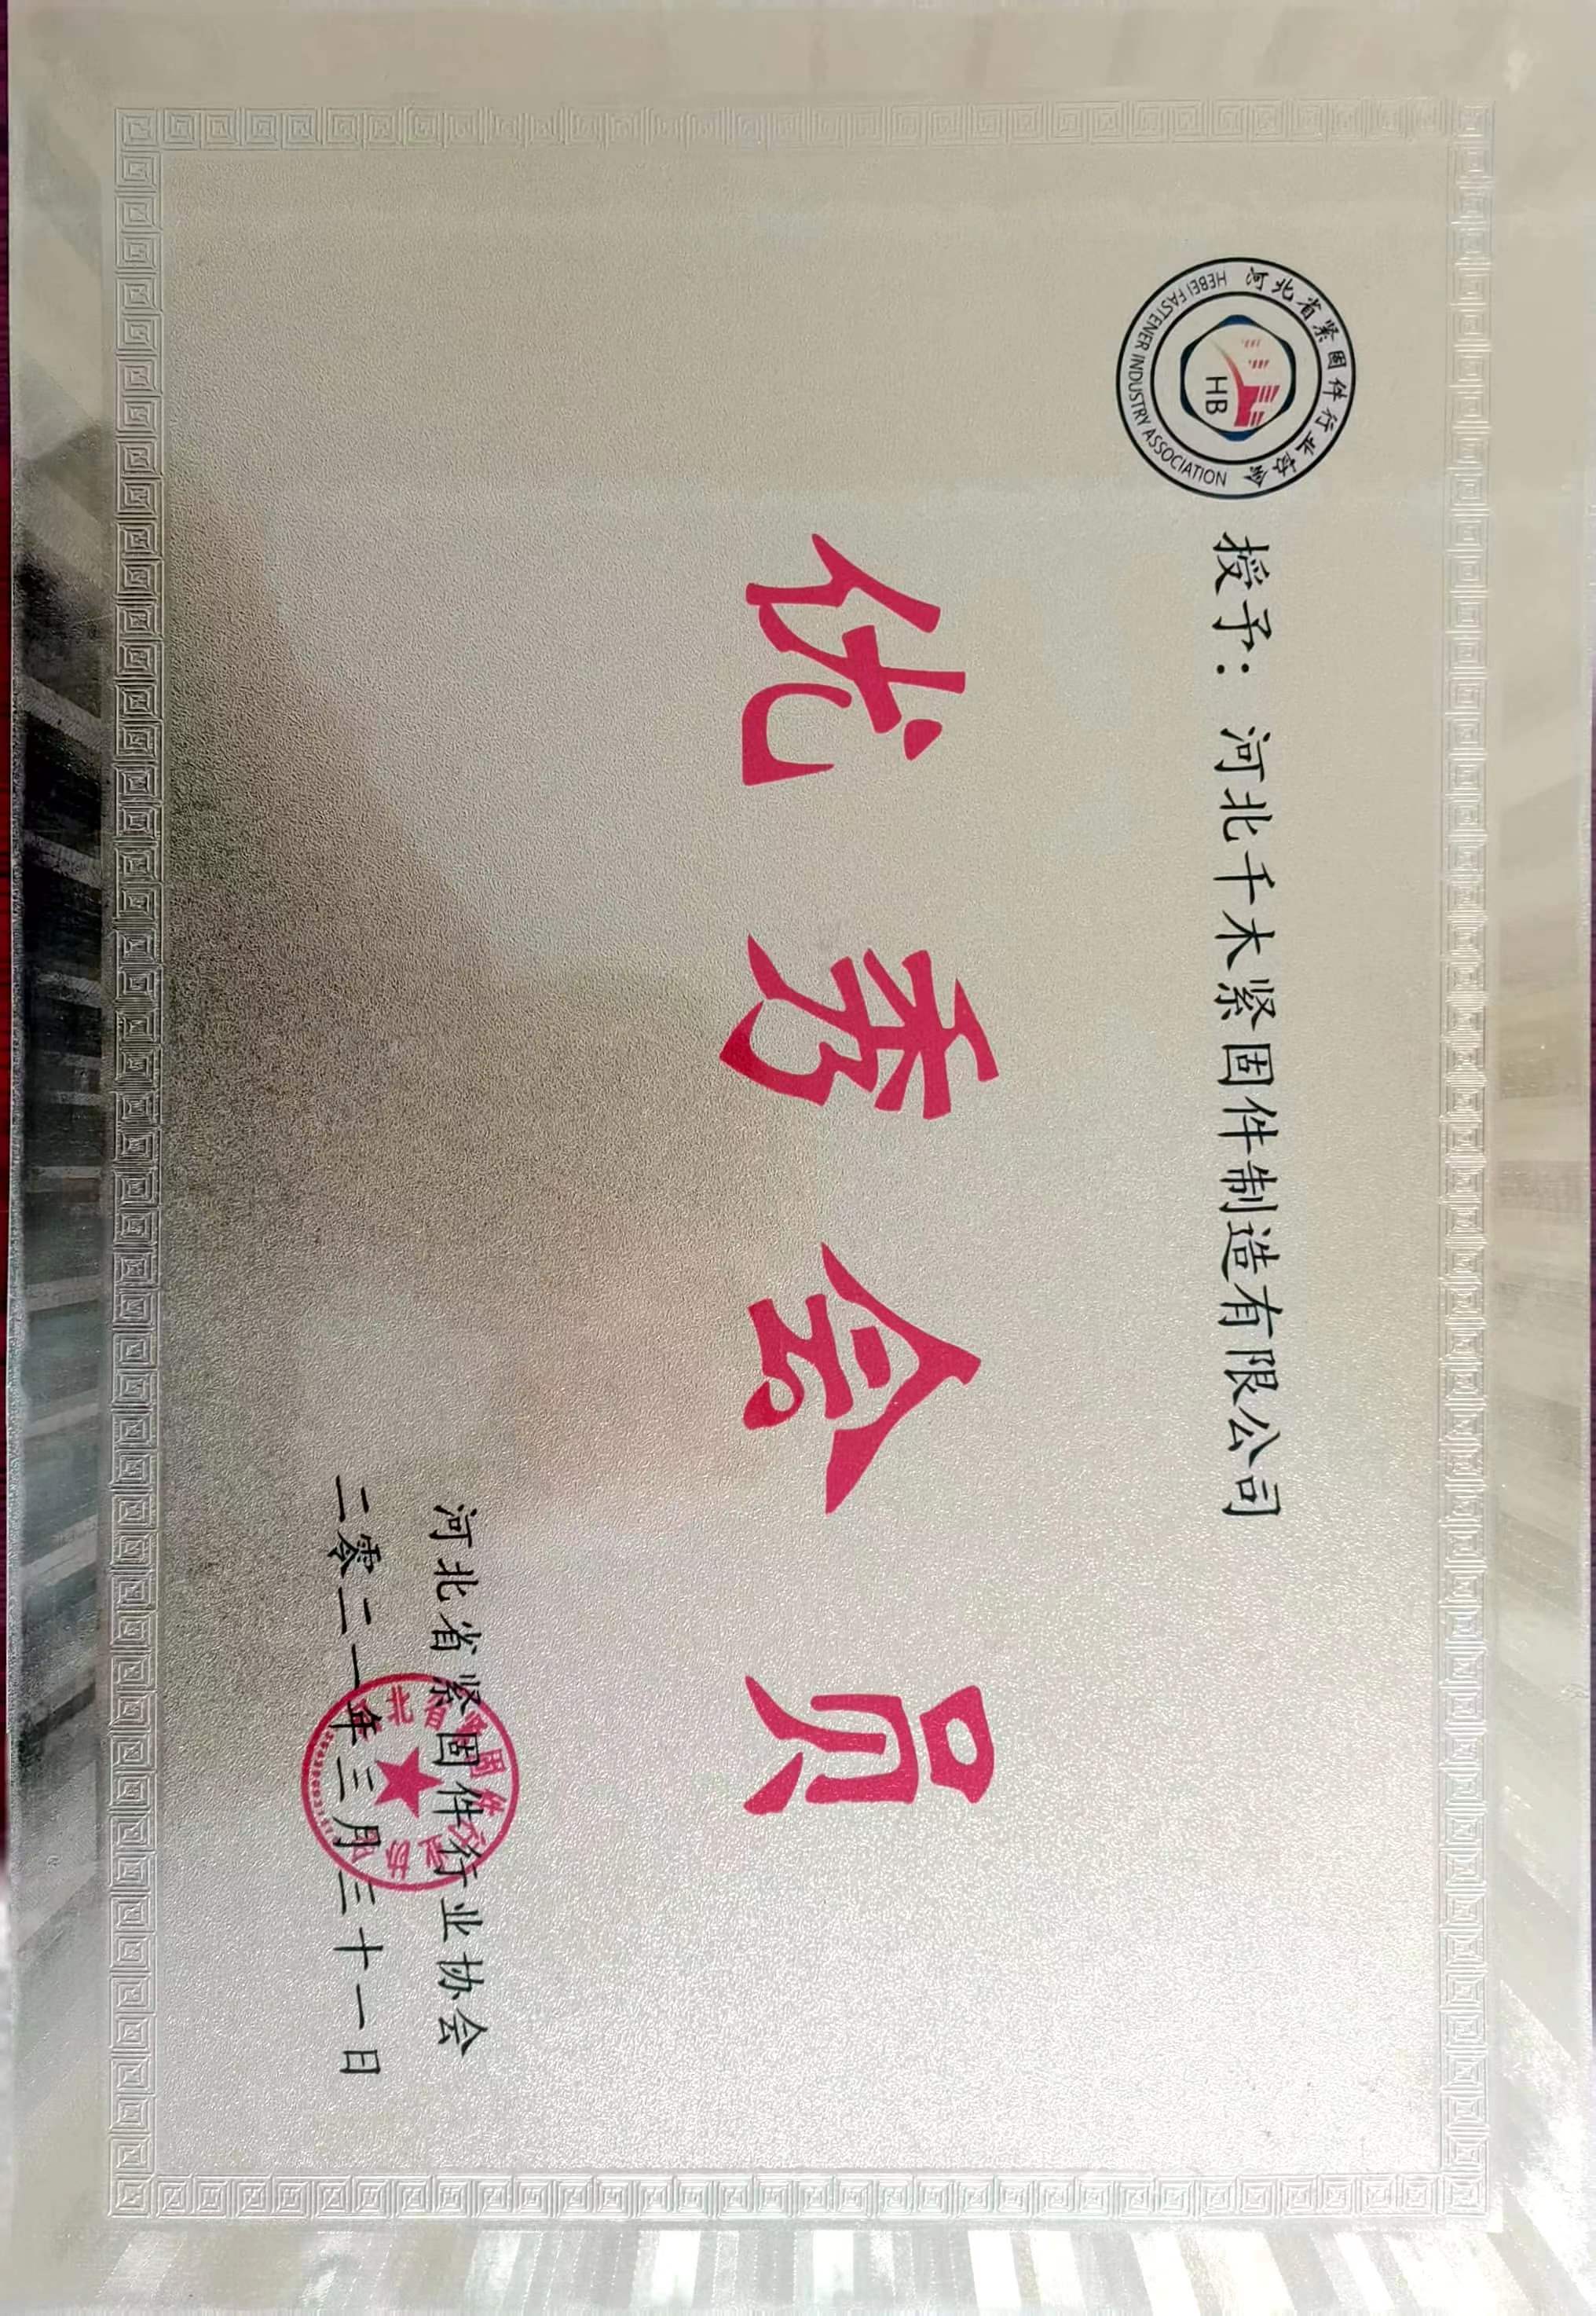 河北省紧固件行业协会
HEBEI FASTENER INDUSTRY ASSOCIATION
HB
授予：河北千木紧固件制造有限公司
优秀会员
河北省紧固件行业协会
二零二一年三月三十一日